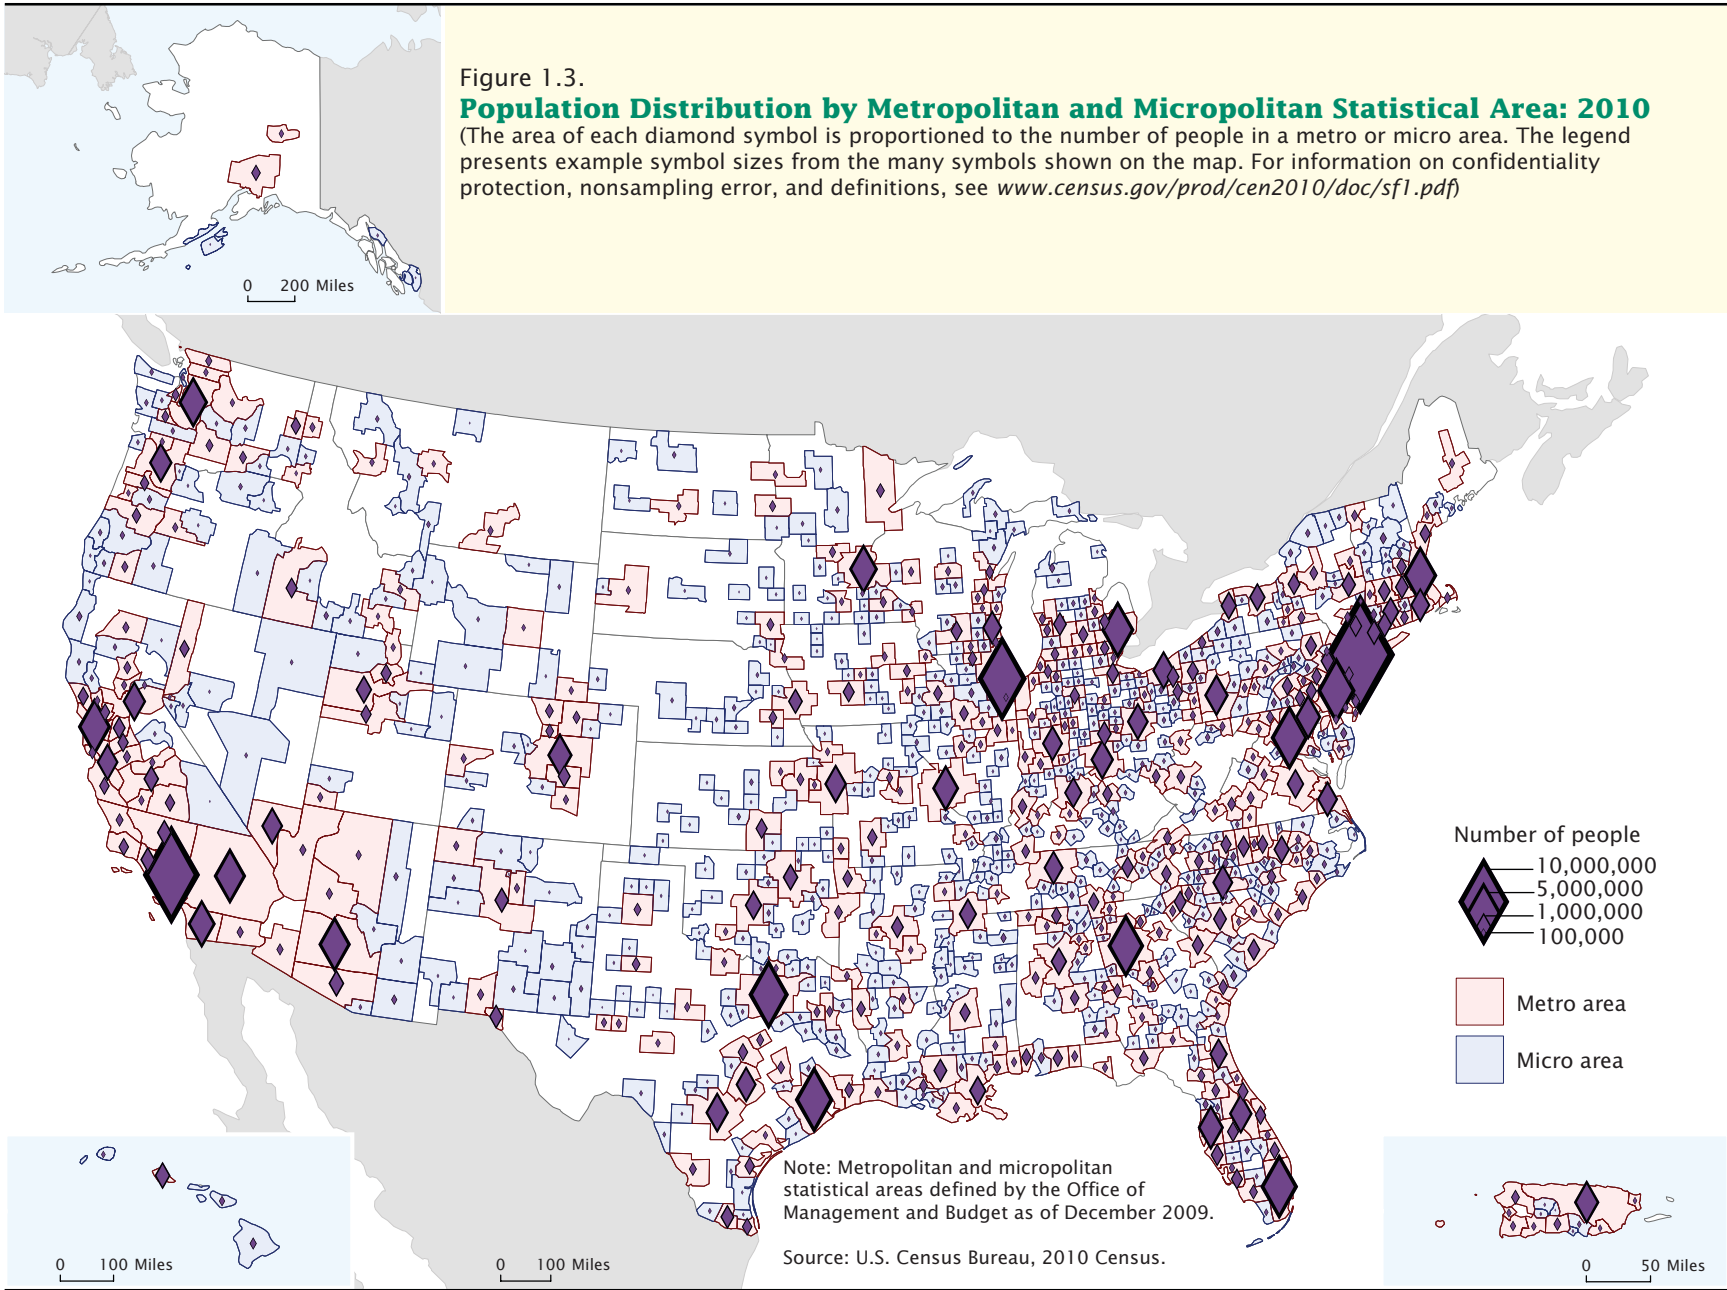 Figure 1.3.
Population Distribution by Metropolitan and Micropolitan Statistical Area: 2010
(The area of each diamond symbol is proportioned to the number of people in a metro or micro area. The legend
presents example symbol sizes from the many symbols shown on the map. For information on confidentiality
protection, nonsampling error, and definitions, see www.census.gov/prod/cen2010/doc/sf1.pdf)
0 200 Miles
Number of people
10,000,000
5,000,000
1,000,000
100,000
Metro area
Micro area
Note: Metropolitan and micropolitan
statistical areas defined by the Office of
Management and Budget as of December 2009.
Source: U.S. Census Bureau, 2010 Census.
0 100 Miles
0 100 Miles
0 50 Miles